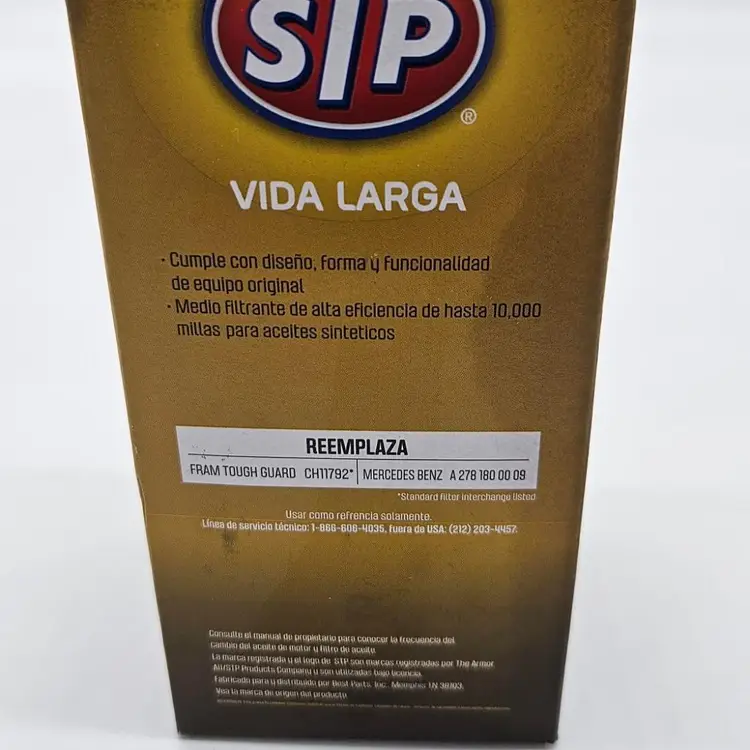 STP
®
VIDA LARGA
· Cumple con diseño, forma y funcionalidad
de equipo original
· Medio filtrante de alta eficiencia de hasta 10,000
millas para aceites sinteticos
REEMPLAZA
FRAM TOUGH GUARD CH11792* MERCEDES BENZ A 278 180 00 09
*Standard filter interchange listed
Usar como refrencia solamente.
Línea de servicio técnico: 1-866-606-4035, fuera de USA: (212) 203-4457.
Consulte el manual de propietario para conocer la frecuencia del
cambio del aceite de motor y filtro de aceite.
La marca registrada y el logo de STP son marcas registradas por The Armor
All/STP Products Company y son utilizadas bajo licencia.
Fabricado para y distribuido por Best Parts, Inc. Memphis TN 38103.
Vea la marca de origen del producto